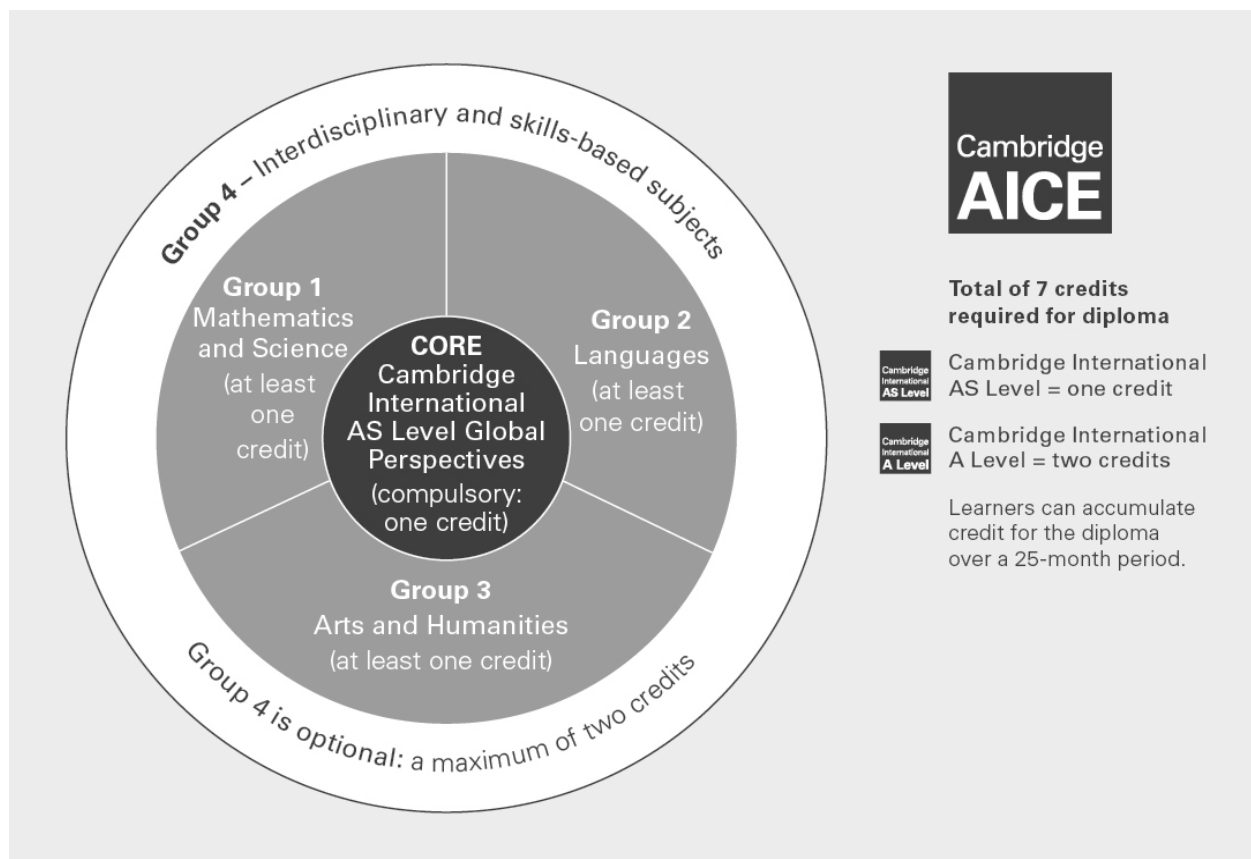 Group 4 – Interdisciplinary and skills-based subjects
Group 1
Mathematics
and Science
(at least
one
credit)
Group 2
Languages
(at least
one credit)
CORE
Cambridge
International
AS Level Global
Perspectives
(compulsory:
one credit)
Group 3
Arts and Humanities
(at least one credit)
Group 4 is optional: a maximum of two credits
Cambridge
AICE
Total of 7 credits
required for diploma
Cambridge
International
AS Level
Cambridge International
AS Level = one credit
Cambridge
International
A Level
Cambridge International
A Level = two credits
Learners can accumulate
credit for the diploma
over a 25-month period.